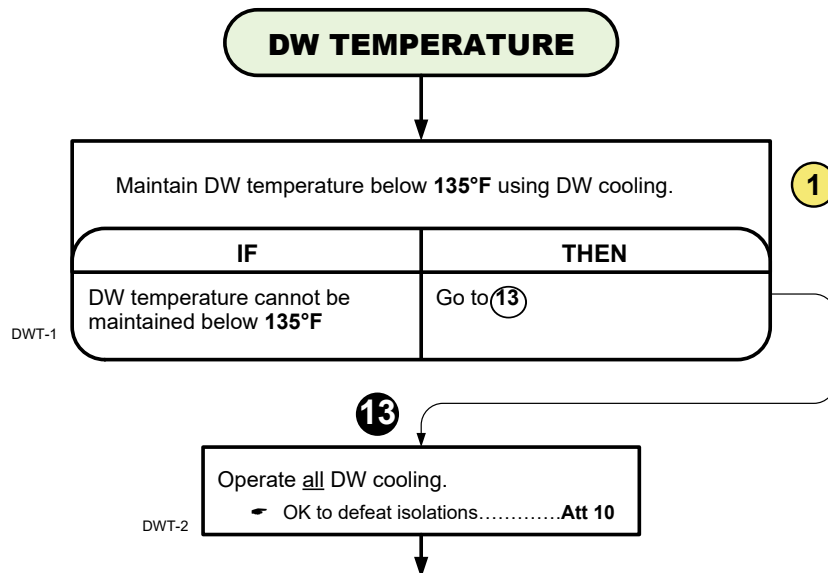 DW TEMPERATURE
Maintain DW temperature below 135°F using DW cooling.
1
IF
THEN
DW temperature cannot be
maintained below 135°F
Go to 13
DWT-1
13
Operate all DW cooling.
☛ OK to defeat isolations.............Att 10
DWT-2